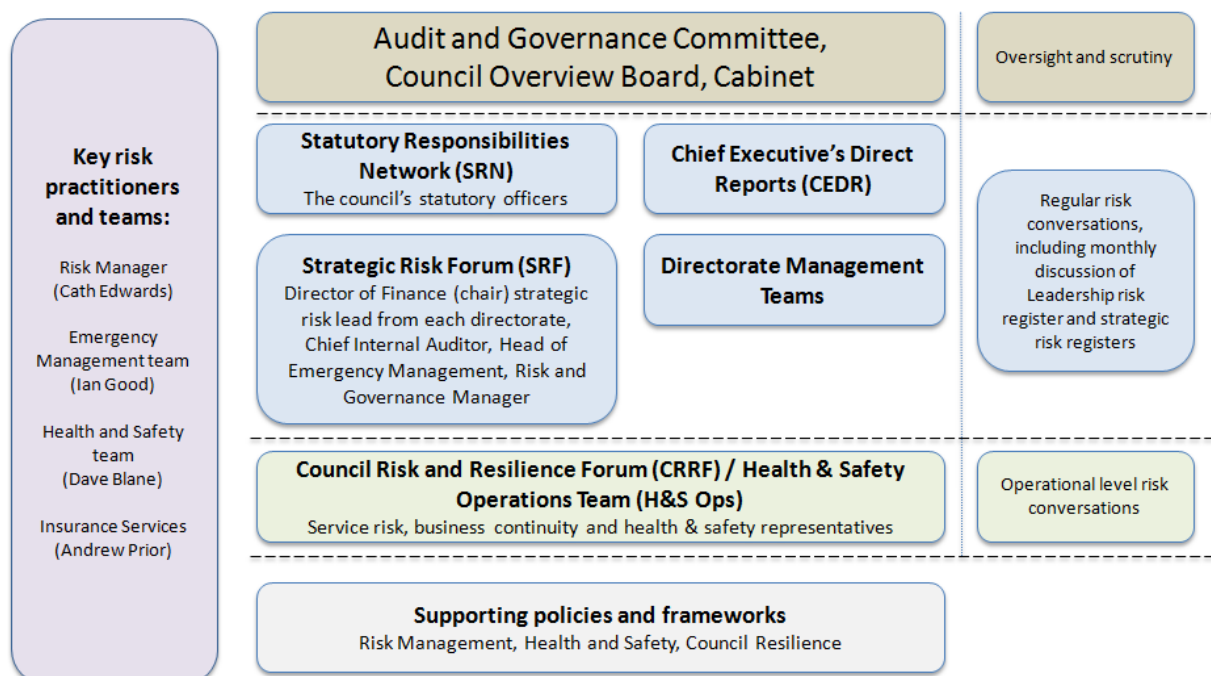 Key risk
practitioners
and teams:
Risk Manager
(Cath Edwards)
Emergency
Management team
(Ian Good)
Health and Safety
team
(Dave Blane)
Insurance Services
(Andrew Prior)
Audit and Governance Committee,
Council Overview Board, Cabinet
Oversight and scrutiny
Statutory Responsibilities
Network (SRN)
The council's statutory officers
Chief Executive's Direct
Reports (CEDR)
Strategic Risk Forum (SRF)
Director of Finance (chair) strategic
risk lead from each directorate,
Chief Internal Auditor, Head of
Emergency Management, Risk and
Governance Manager
Directorate Management
Teams
Regular risk
conversations,
including monthly
discussion of
Leadership risk
register and strategic
risk registers
Council Risk and Resilience Forum (CRRF) / Health & Safety
Operations Team (H&S Ops)
Service risk, business continuity and health & safety representatives
Operational level risk
conversations
Supporting policies and frameworks
Risk Management, Health and Safety, Council Resilience